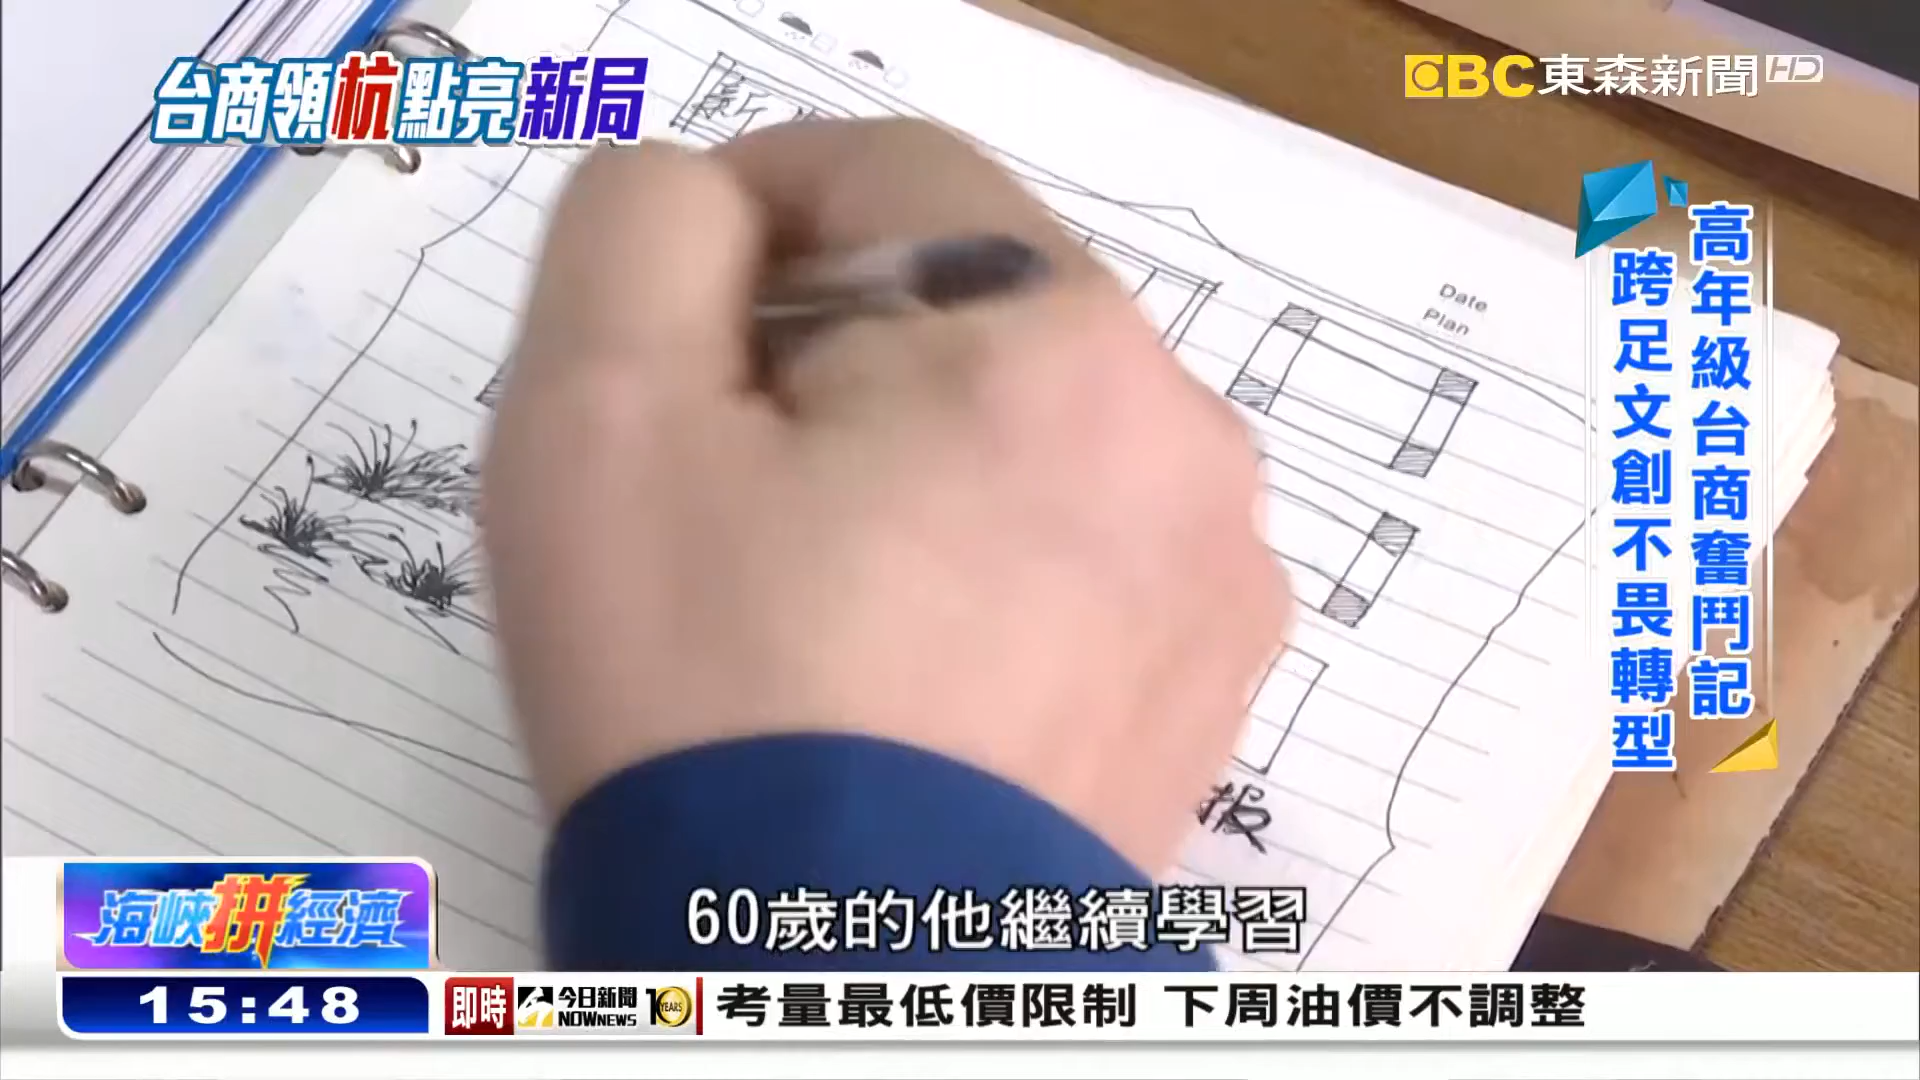 台商領杭點亮新局
EBC東森新聞HD
高年級台商奮鬥記
跨足文創不畏轉型
Date
Plan
报
60歲的他繼續學習
海峽拚經濟
15:48
即時 今日新聞 NOWNEWS 10 YEARS 考量最低價限制 下周油價不調整